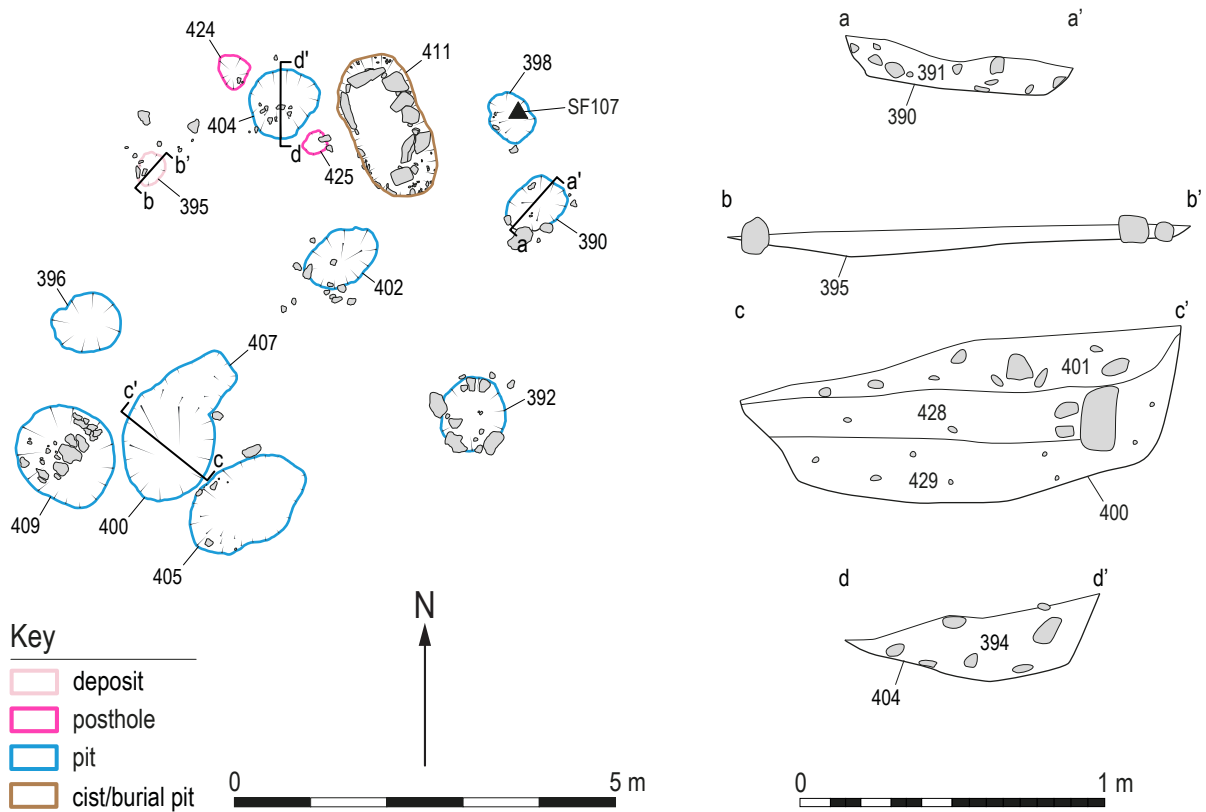 424
d'
411
398
SF107
404
b'
d
425
b
395
a'
a
390
402
396
407
c'
392
c
409
400
405
N
Key
deposit
posthole
pit
cist/burial pit
0 5 m
a a'
391
390
b b'
395
c c'
401
428
429
400
d d'
394
404
0 1 m